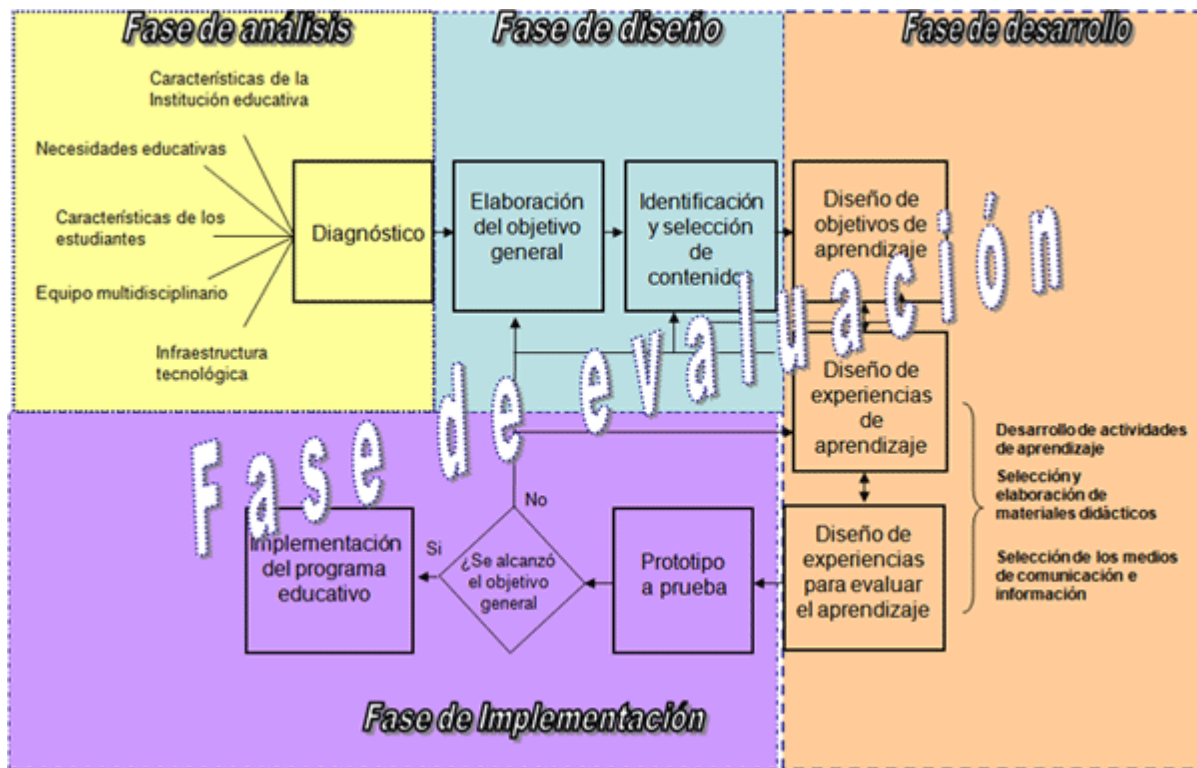 Fase de análisis
Características de la
Institución educativa
Necesidades educativas
Características de los
estudiantes
Equipo multidisciplinario
Infraestructura
tecnológica
Diagnóstico
Fase de diseño
Elaboración
del objetivo
general
Identificación
y selección
de
contenido
Fase de desarrollo
Diseño de
objetivos de
aprendizaje
Diseño de
experiencias
de
aprendizaje
Diseño de
experiencias
para evaluar
el aprendizaje
Desarrollo de actividades
de aprendizaje
Selección y
elaboración de
materiales didàcticos
Selección de los medios
de comunicación e
información
Prototipo
a prueba
¿Se alcanzó
el objetivo
general
No
Si
Implementación
del programa
educativo
Fase de Implementación
Fase de evaluación